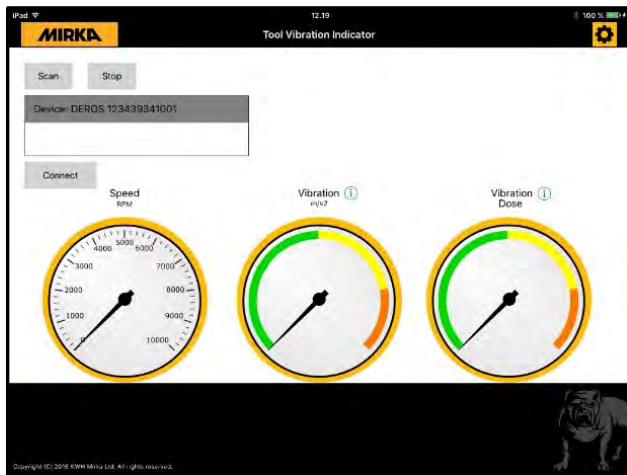 iPad 12.19 100 %
MIRKA Tool Vibration Indicator
Scan Stop
Device: DEROS 123439341001
Connect
Speed
RPM
Vibration i
m/s2
Vibration i
Dose
0
1000
2000
3000
4000
5000
6000
7000
8000
9000
10000
Copyright (C) 2016 KWH Mirka Ltd. All rights reserved.